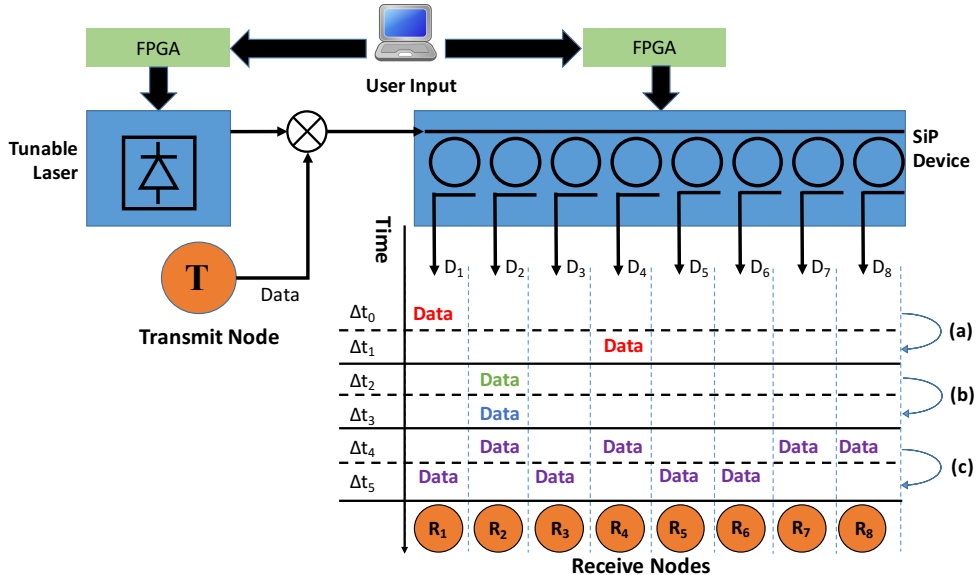 FPGA
FPGA
User Input
Tunable
Laser
SiP
Device
T
Data
Transmit Node
Time
D1 D2 D3 D4 D5 D6 D7 D8
Δt0 Data
(a)
Δt1 Data
Δt2 Data
(b)
Δt3 Data
Δt4 Data Data Data Data
(c)
Δt5 Data Data Data Data
R1 R2 R3 R4 R5 R6 R7 R8
Receive Nodes